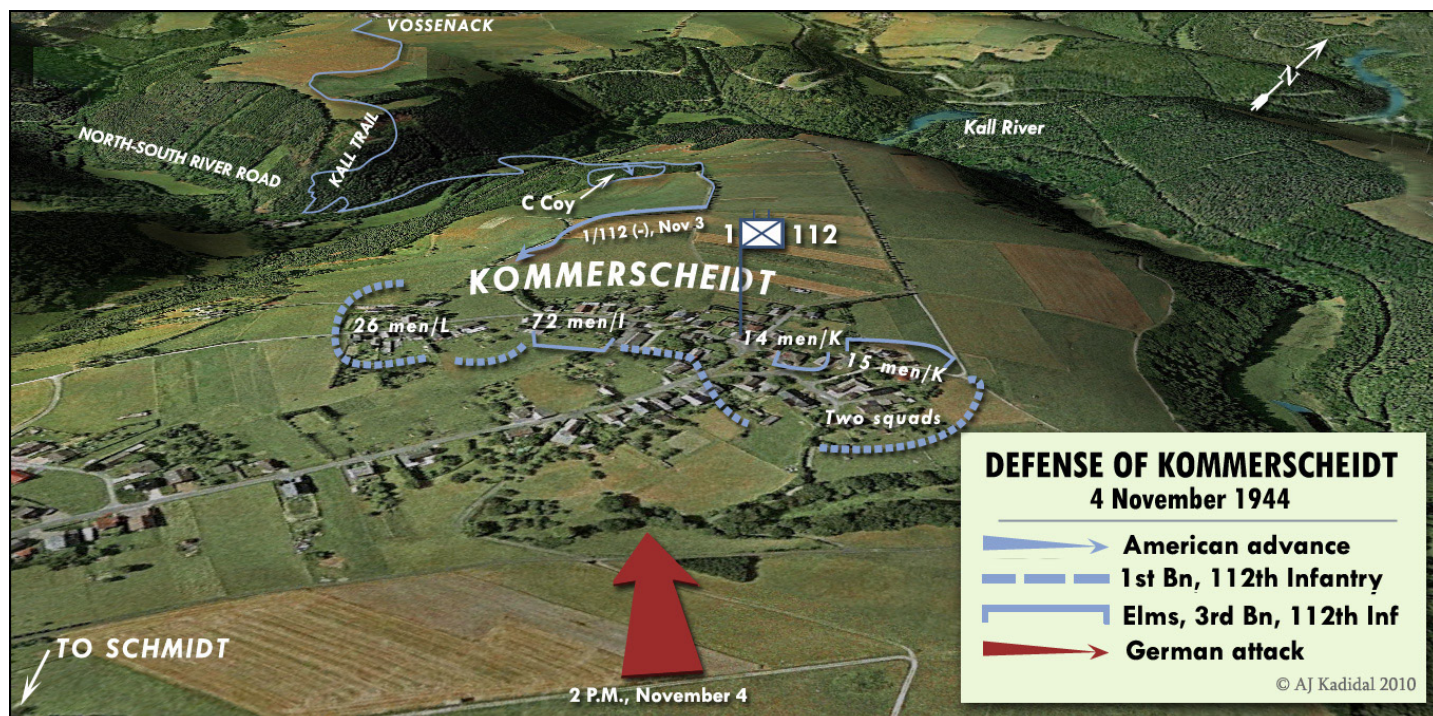 VOSSENACK
N
Kall River
NORTH-SOUTH RIVER ROAD
KALL TRAIL
C Coy
1/112 (-), Nov 3
1 112
KOMMERSCHEIDT
26 men/L
72 men/I
14 men/K
15 men/K
Two squads
DEFENSE OF KOMMERSCHEIDT
4 November 1944
American advance
1st Bn, 112th Infantry
Elms, 3rd Bn, 112th Inf
German attack
© AJ Kadidal 2010
TO SCHMIDT
2 P.M., November 4